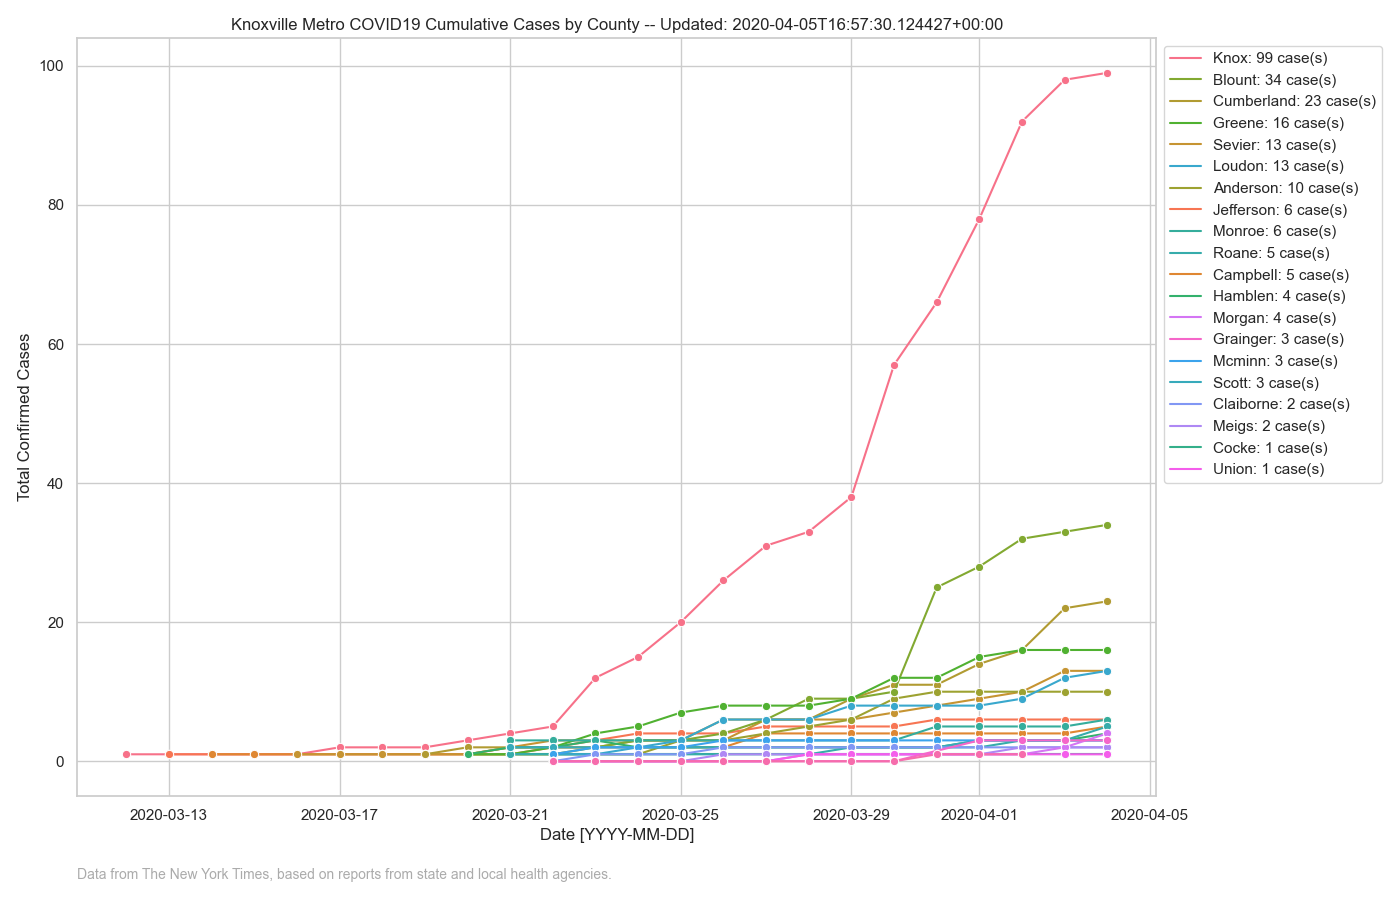 Knoxville Metro COVID19 Cumulative Cases by County -- Updated: 2020-04-05T16:57:30.124427+00:00
100
80
60
40
20
0
Total Confirmed Cases
2020-03-13
2020-03-17
2020-03-21
2020-03-25
2020-03-29
2020-04-01
2020-04-05
Date [YYYY-MM-DD]
Knox: 99 case(s)
Blount: 34 case(s)
Cumberland: 23 case(s)
Greene: 16 case(s)
Sevier: 13 case(s)
Loudon: 13 case(s)
Anderson: 10 case(s)
Jefferson: 6 case(s)
Monroe: 6 case(s)
Roane: 5 case(s)
Campbell: 5 case(s)
Hamblen: 4 case(s)
Morgan: 4 case(s)
Grainger: 3 case(s)
Mcminn: 3 case(s)
Scott: 3 case(s)
Claiborne: 2 case(s)
Meigs: 2 case(s)
Cocke: 1 case(s)
Union: 1 case(s)
Data from The New York Times, based on reports from state and local health agencies.